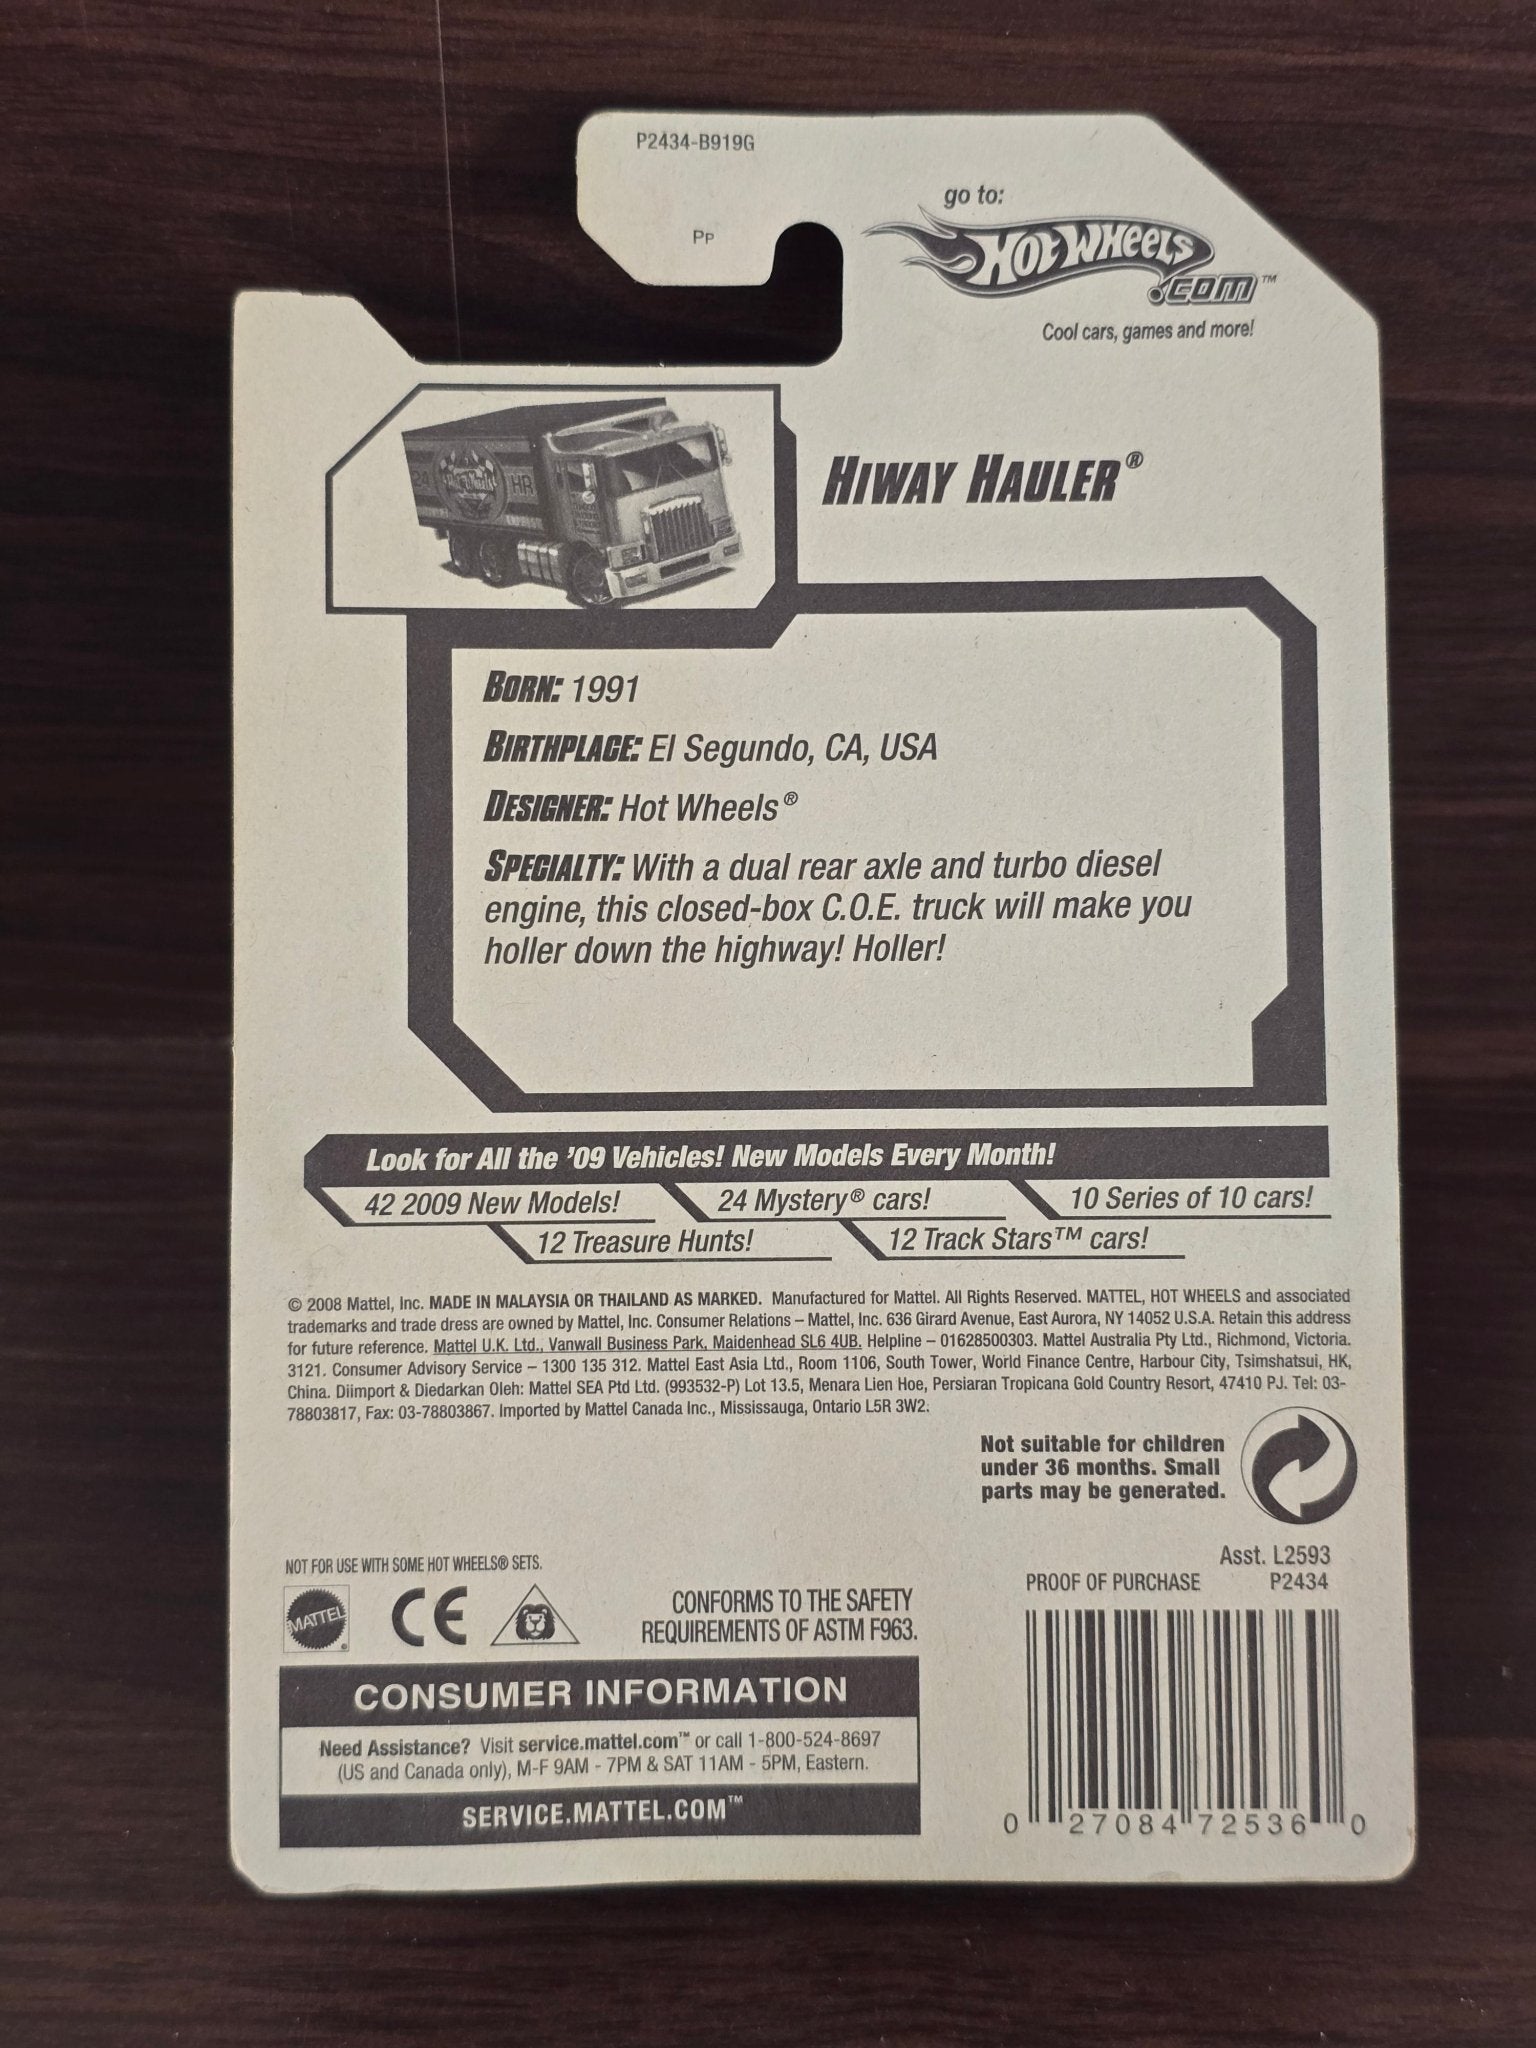 P2434-B919G
PP
go to:
HOT WHEELS
.COM™
Cool cars, games and more!
24
Hot Wheels
HR
HIWAY HAULER®
BORN: 1991
BIRTHPLACE: El Segundo, CA, USA
DESIGNER: Hot Wheels®
SPECIALTY: With a dual rear axle and turbo diesel
engine, this closed-box C.O.E. truck will make you
holler down the highway! Holler!
Look for All the '09 Vehicles! New Models Every Month!
42 2009 New Models!
24 Mystery® cars!
10 Series of 10 cars!
12 Treasure Hunts!
12 Track Stars™ cars!
© 2008 Mattel, Inc. MADE IN MALAYSIA OR THAILAND AS MARKED. Manufactured for Mattel. All Rights Reserved. MATTEL, HOT WHEELS and associated
trademarks and trade dress are owned by Mattel, Inc. Consumer Relations – Mattel, Inc. 636 Girard Avenue, East Aurora, NY 14052 U.S.A. Retain this address
for future reference. Mattel U.K. Ltd., Vanwall Business Park, Maidenhead SL6 4UB. Helpline – 01628500303. Mattel Australia Pty Ltd., Richmond, Victoria.
3121. Consumer Advisory Service – 1300 135 312. Mattel East Asia Ltd., Room 1106, South Tower, World Finance Centre, Harbour City, Tsimshatsui, HK,
China. Diimport & Diedarkan Oleh: Mattel SEA Ptd Ltd. (993532-P) Lot 13.5, Menara Lien Hoe, Persiaran Tropicana Gold Country Resort, 47410 PJ. Tel: 03-
78803817, Fax: 03-78803867. Imported by Mattel Canada Inc., Mississauga, Ontario L5R 3W2.
Not suitable for children
under 36 months. Small
parts may be generated.
NOT FOR USE WITH SOME HOT WHEELS® SETS.
MATTEL®
CE
CONFORMS TO THE SAFETY
REQUIREMENTS OF ASTM F963.
Asst. L2593
PROOF OF PURCHASE P2434
CONSUMER INFORMATION
Need Assistance? Visit service.mattel.com™ or call 1-800-524-8697
(US and Canada only), M-F 9AM - 7PM & SAT 11AM - 5PM, Eastern.
SERVICE.MATTEL.COM™
0 27084 72536 0